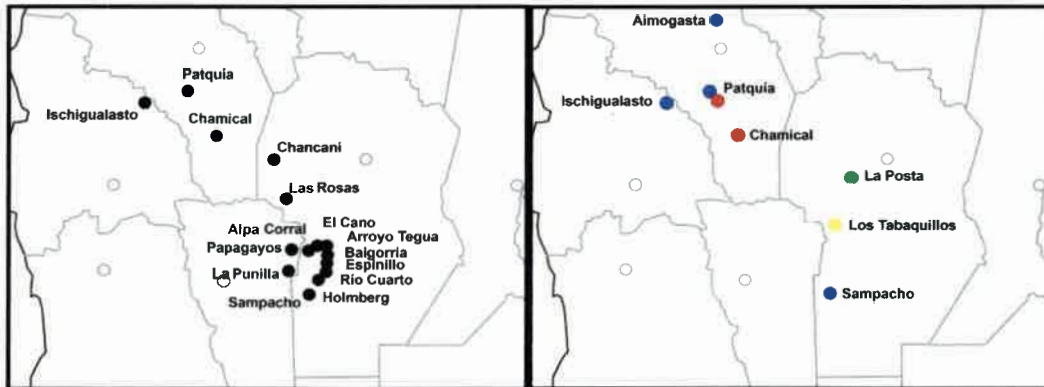 Patquía
Ischigualasto
Chamical
Chancaní
Las Rosas
El Cano
Alpa Corral
Arroyo Tegua
Papagayos
Balgorria
Espinillo
La Punilla
Río Cuarto
Sampacho
Holmberg
Aimogasta
Patquía
Ischigualasto
Chamical
La Posta
Los Tabaquillos
Sampacho